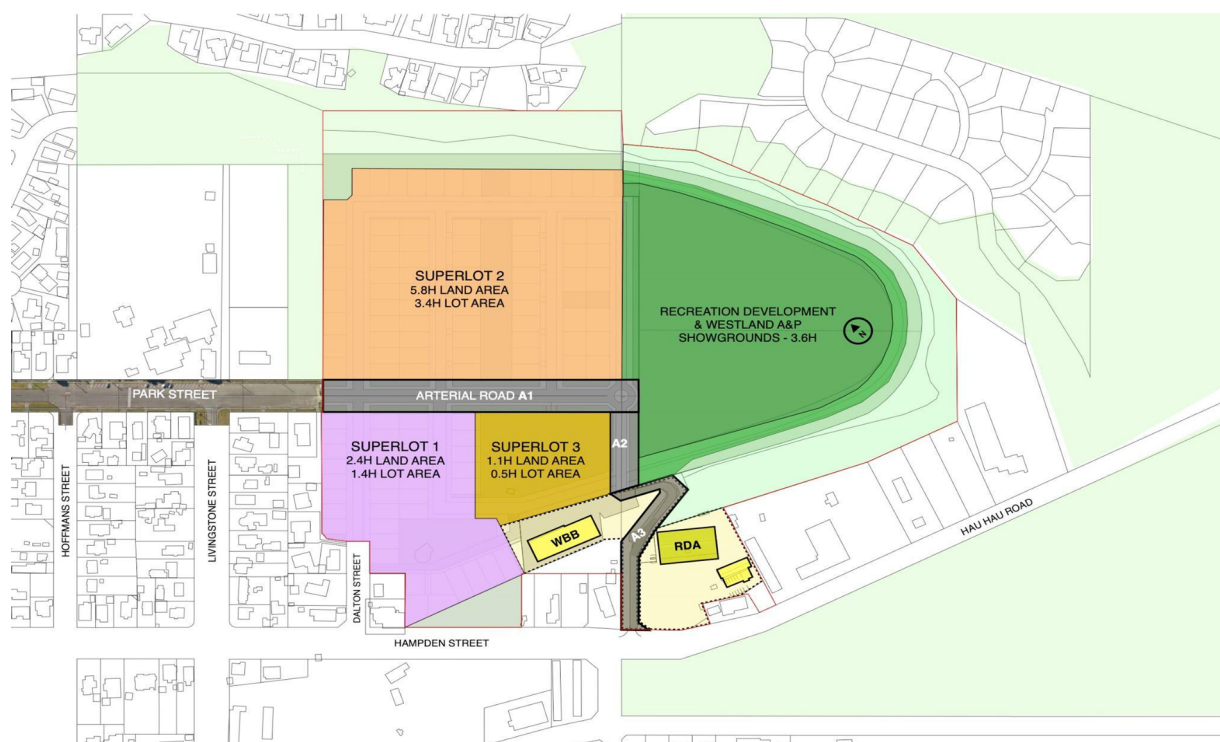 SUPERLOT 2
5.8H LAND AREA
3.4H LOT AREA
RECREATION DEVELOPMENT
& WESTLAND A&P
SHOWGROUNDS - 3.6H
N
PARK STREET
ARTERIAL ROAD A1
SUPERLOT 1
2.4H LAND AREA
1.4H LOT AREA
SUPERLOT 3
1.1H LAND AREA
0.5H LOT AREA
A2
HOFFMANS STREET
LIVINGSTONE STREET
DALTON STREET
WBB
A3
RDA
HAU HAU ROAD
HAMPDEN STREET